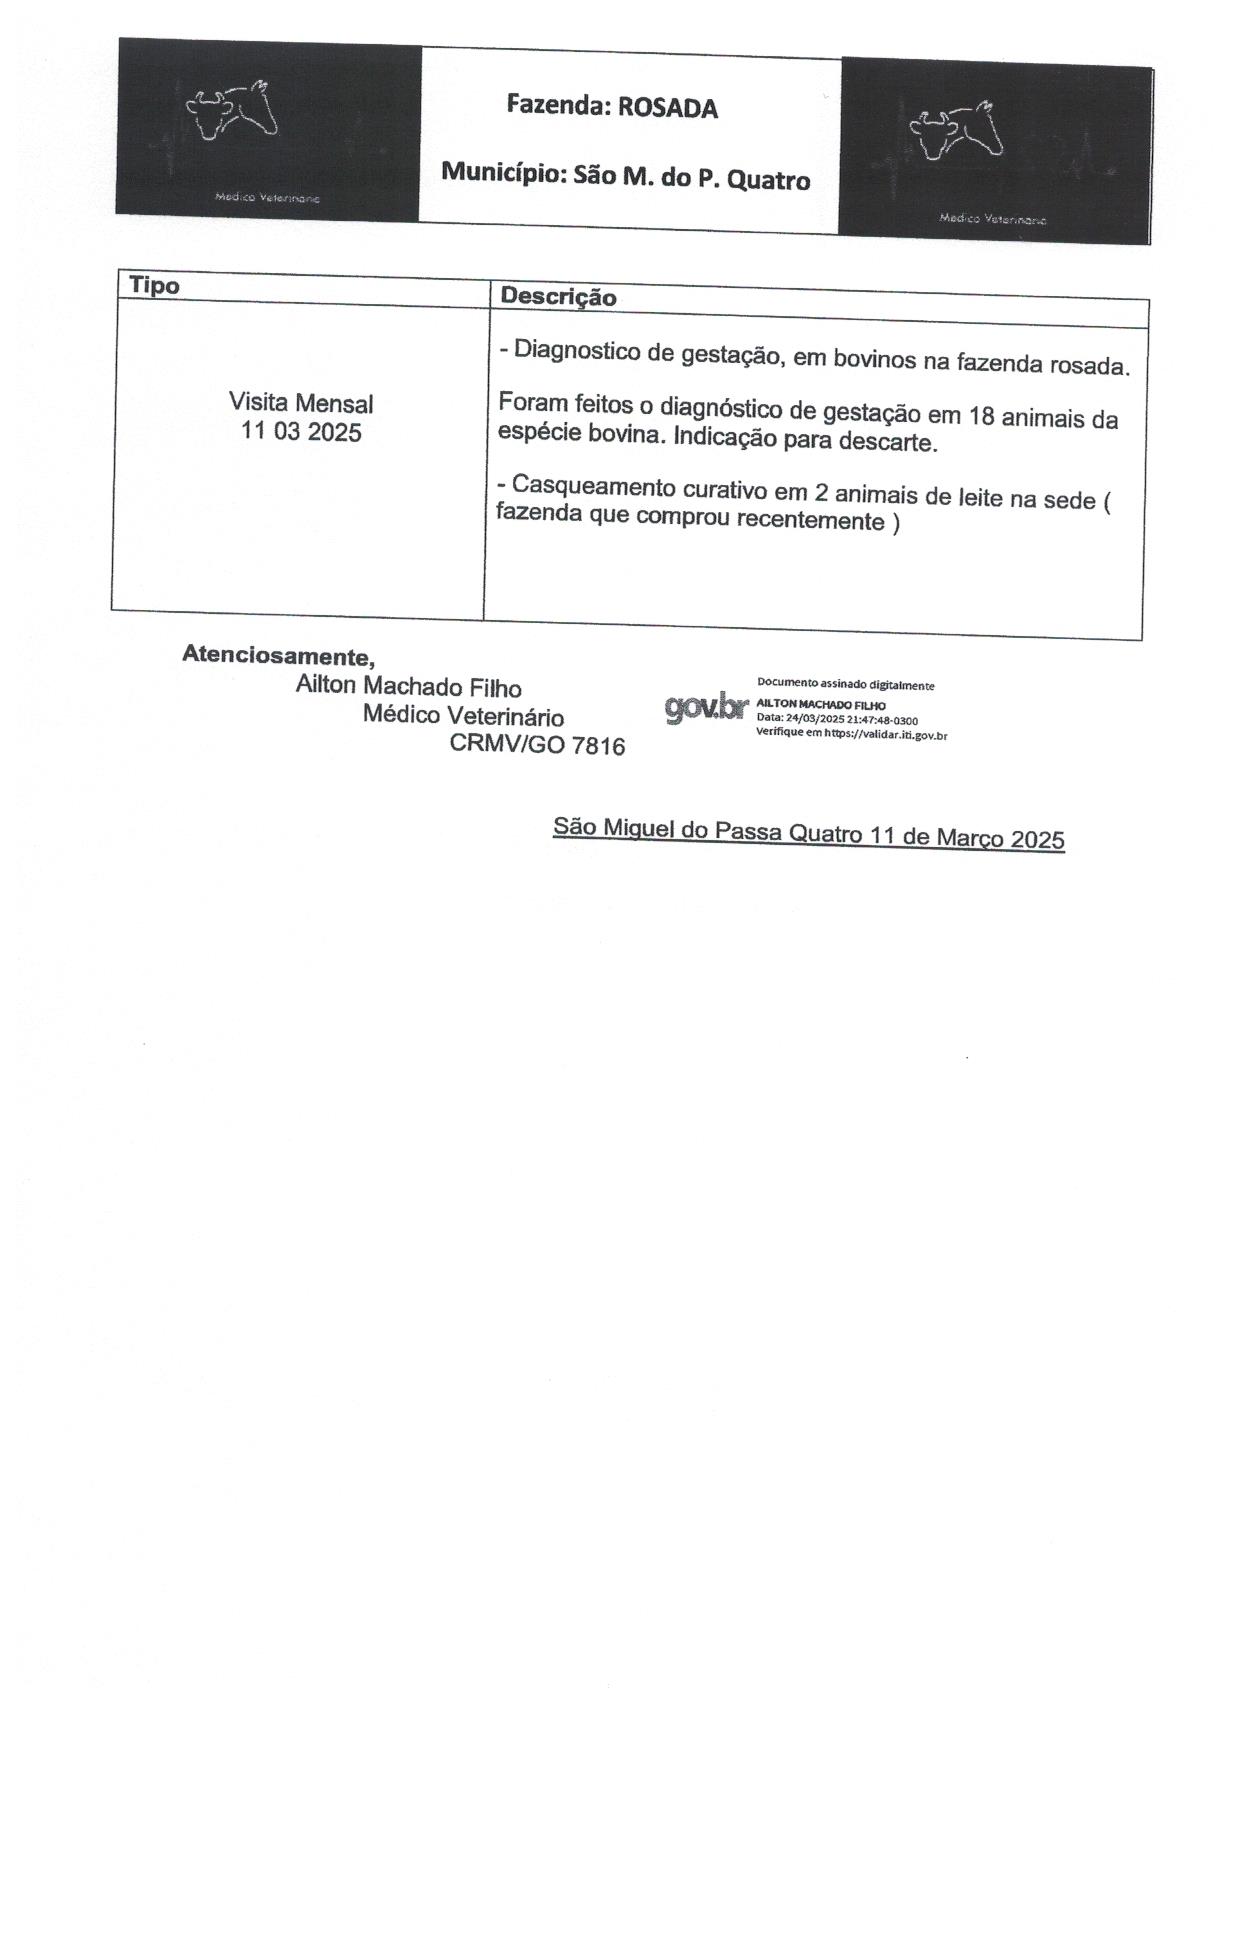 Fazenda: ROSADA
Município: São M. do P. Quatro
Medico Veterinario
Medico Veterinario
Tipo
Descrição
Visita Mensal
11 03 2025
- Diagnostico de gestação, em bovinos na fazenda rosada.
Foram feitos o diagnóstico de gestação em 18 animais da
espécie bovina. Indicação para descarte.
- Casqueamento curativo em 2 animais de leite na sede (
fazenda que comprou recentemente )
Atenciosamente,
Ailton Machado Filho
Médico Veterinário
CRMV/GO 7816
gov.br
Documento assinado digitalmente
AILTON MACHADO FILHO
Data: 24/03/2025 21:47:48-0300
Verifique em https://validar.iti.gov.br
São Miguel do Passa Quatro 11 de Março 2025